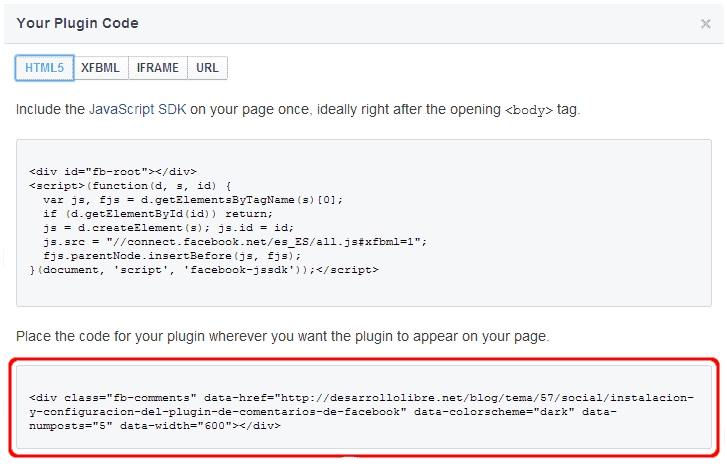 Your Plugin Code ×
HTML5 XFBML IFRAME URL
Include the JavaScript SDK on your page once, ideally right after the opening <body> tag.
<div id="fb-root"></div>
<script>(function(d, s, id) {
  var js, fjs = d.getElementsByTagName(s)[0];
  if (d.getElementById(id)) return;
  js = d.createElement(s); js.id = id;
  js.src = "//connect.facebook.net/es_ES/all.js#xfbml=1";
  fjs.parentNode.insertBefore(js, fjs);
}(document, 'script', 'facebook-jssdk'));</script>
Place the code for your plugin wherever you want the plugin to appear on your page.
<div class="fb-comments" data-href="http://desarrollolibre.net/blog/tema/57/social/instalacion-
y-configuracion-del-plugin-de-comentarios-de-facebook" data-colorscheme="dark" data-
numposts="5" data-width="600"></div>